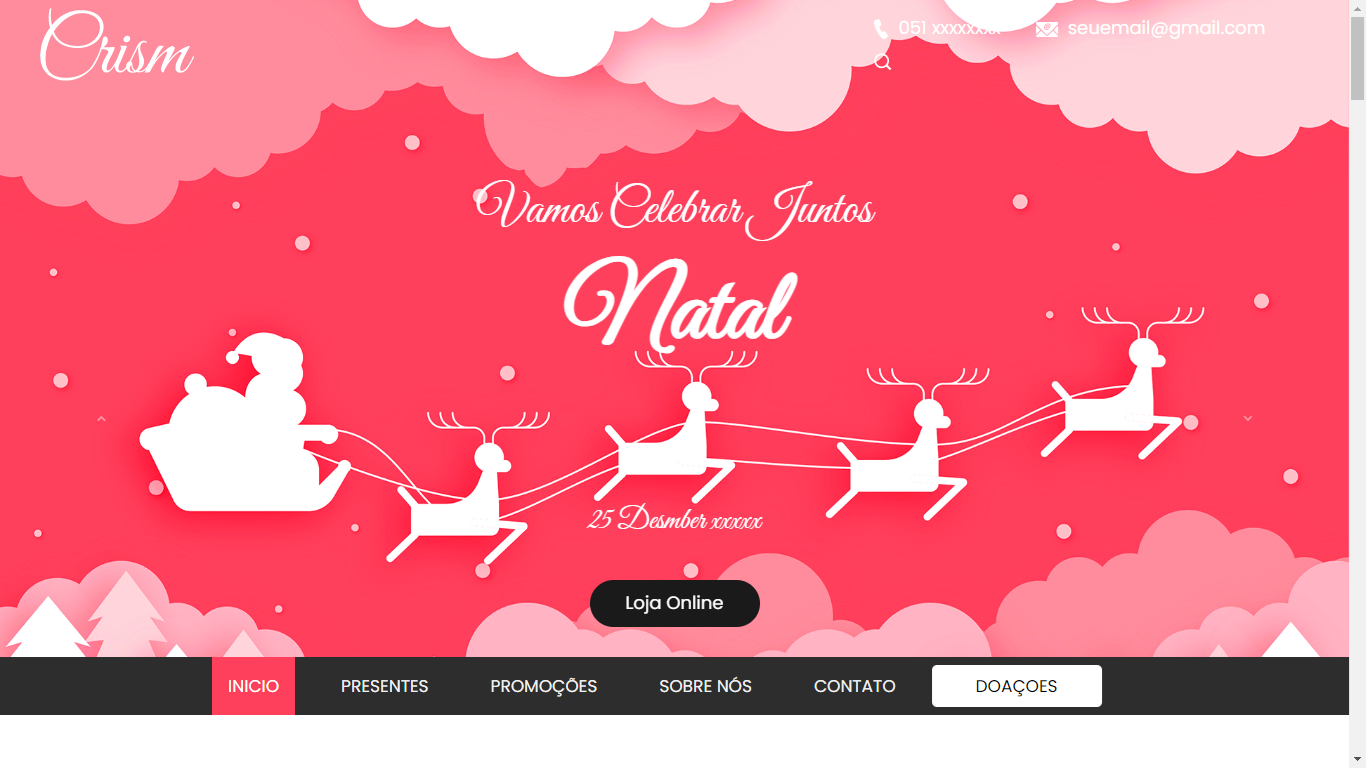 Crism
051 xxxxxxxx
seuemail@gmail.com
Vamos Celebrar Juntos
Natal
25 Desmber xxxxx
Loja Online
INICIO
PRESENTES
PROMOÇÕES
SOBRE NÓS
CONTATO
DOAÇOES